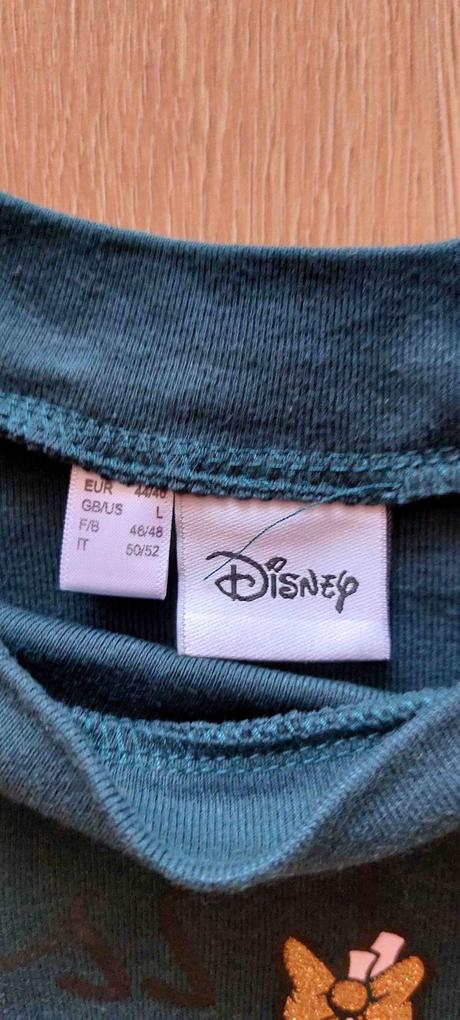 EUR 44/46
GB/US L
F/B 46/48
IT 50/52
Disney